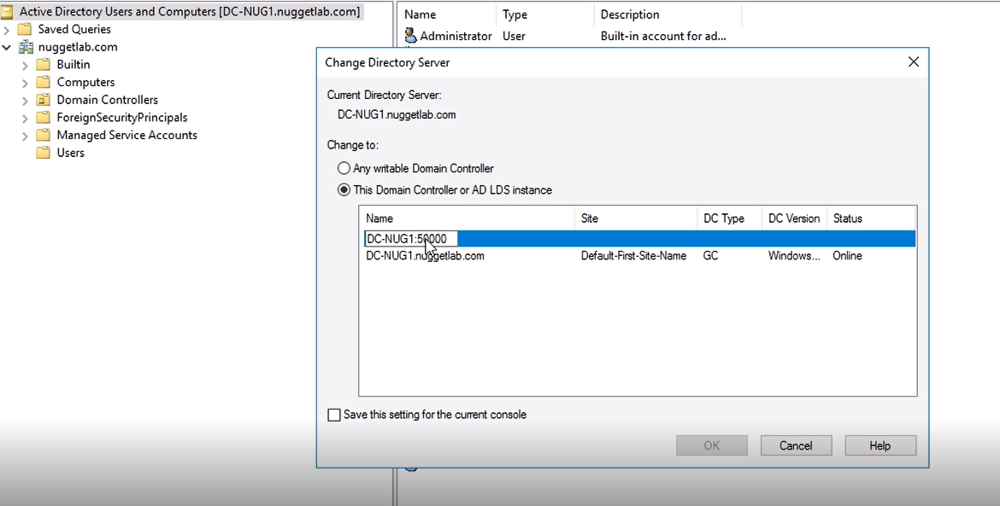 Active Directory Users and Computers [DC-NUG1.nuggetlab.com]
Saved Queries
nuggetlab.com
Builtin
Computers
Domain Controllers
ForeignSecurityPrincipals
Managed Service Accounts
Users
Name Type Description
Administrator User Built-in account for ad...
Change Directory Server
Current Directory Server:
DC-NUG1.nuggetlab.com
Change to:
Any writable Domain Controller
This Domain Controller or AD LDS instance
Name Site DC Type DC Version Status
DC-NUG1:50000
DC-NUG1.nuggetlab.com Default-First-Site-Name GC Windows... Online
Save this setting for the current console
OK Cancel Help